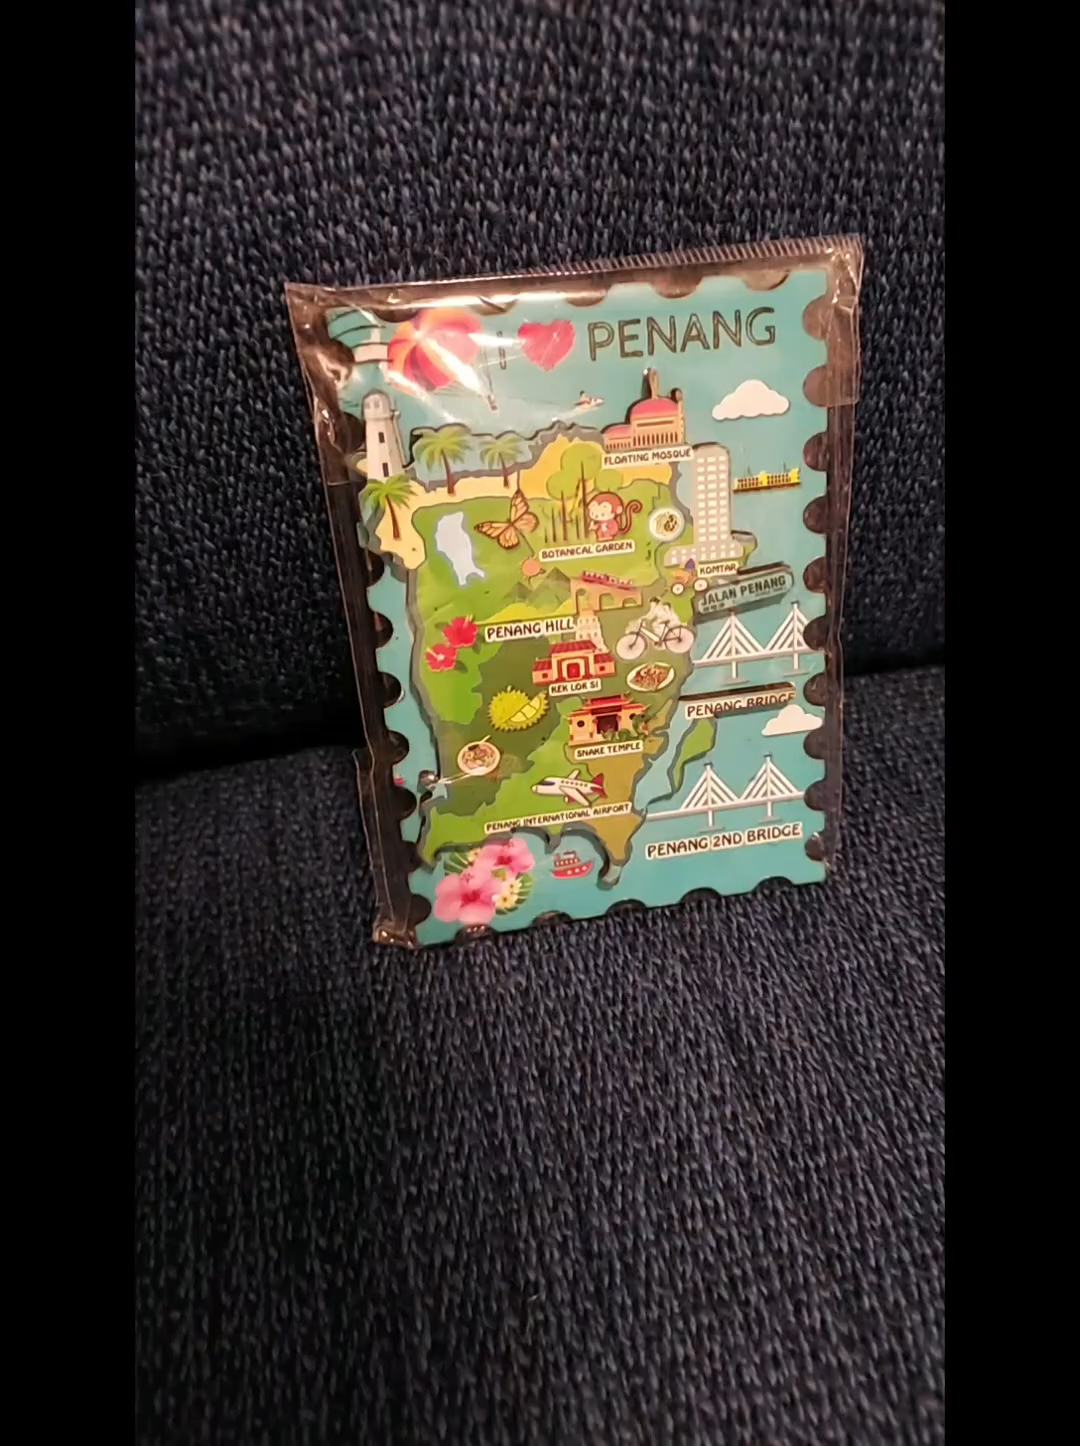 I ❤ PENANG
FLOATING MOSQUE
BOTANICAL GARDEN
KOMTAR
JALAN PENANG
PENANG HILL
KEK LOK SI
PENANG BRIDGE
SNAKE TEMPLE
PENANG INTERNATIONAL AIRPORT
PENANG 2ND BRIDGE